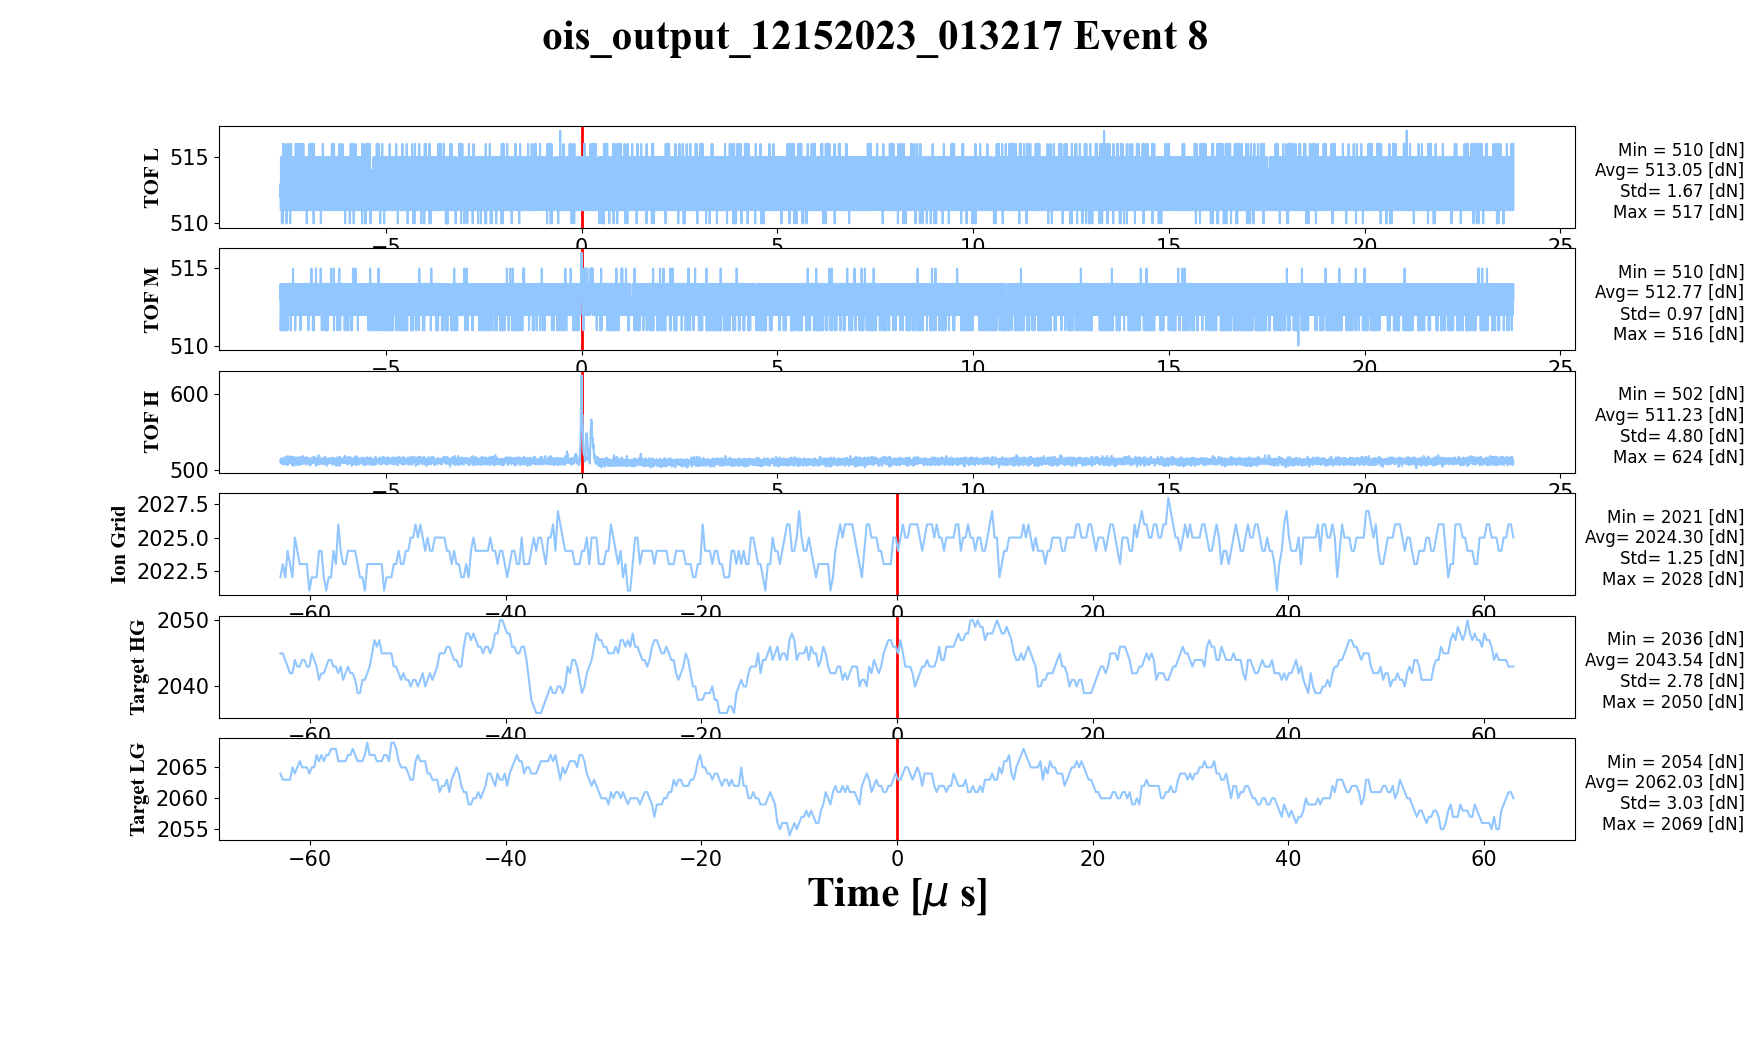 ois_output_12152023_013217 Event 8
TOF L
515
510
Min = 510 [dN]
Avg= 513.05 [dN]
Std= 1.67 [dN]
Max = 517 [dN]
−5 0 5 10 15 20 25
TOF M
515
510
Min = 510 [dN]
Avg= 512.77 [dN]
Std= 0.97 [dN]
Max = 516 [dN]
−5 0 5 10 15 20 25
TOF H
600
500
Min = 502 [dN]
Avg= 511.23 [dN]
Std= 4.80 [dN]
Max = 624 [dN]
−5 0 5 10 15 20 25
Ion Grid
2027.5
2025.0
2022.5
Min = 2021 [dN]
Avg= 2024.30 [dN]
Std= 1.25 [dN]
Max = 2028 [dN]
−60 −40 −20 0 20 40 60
Target HG
2050
2040
Min = 2036 [dN]
Avg= 2043.54 [dN]
Std= 2.78 [dN]
Max = 2050 [dN]
−60 −40 −20 0 20 40 60
Target LG
2065
2060
2055
Min = 2054 [dN]
Avg= 2062.03 [dN]
Std= 3.03 [dN]
Max = 2069 [dN]
−60 −40 −20 0 20 40 60
Time [μ s]